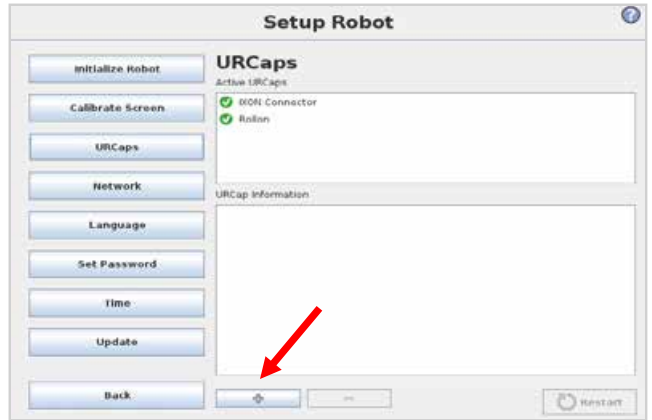 Setup Robot
Initialize Robot
Calibrate Screen
URCaps
Network
Language
Set Password
Time
Update
Back
URCaps
Active URCaps
IXON Connector
Rollon
URCap Information
Restart